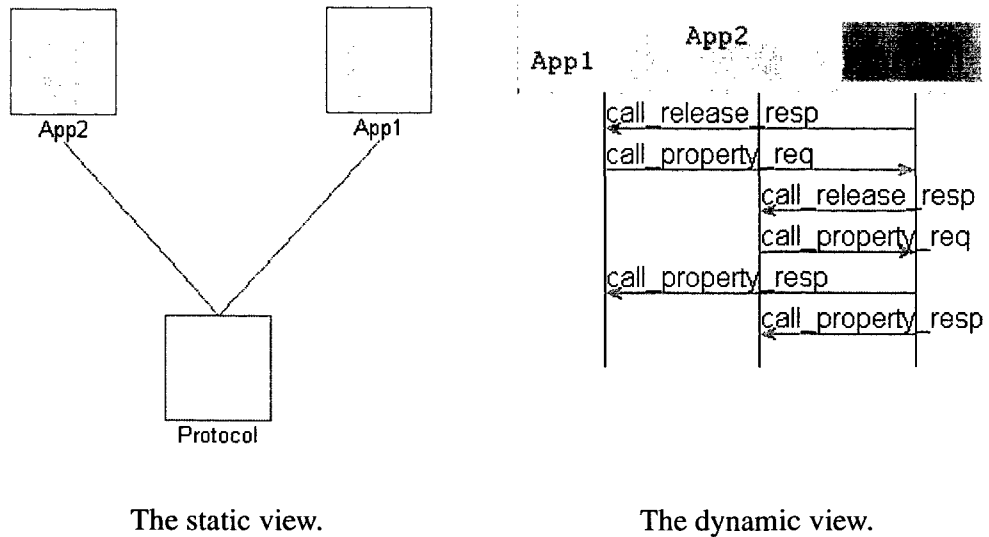 App2
App1
Protocol
The static view.
App1
App2
call_release_resp
call_property_req
call_release_resp
call_property_req
call_property_resp
call_property_resp
The dynamic view.